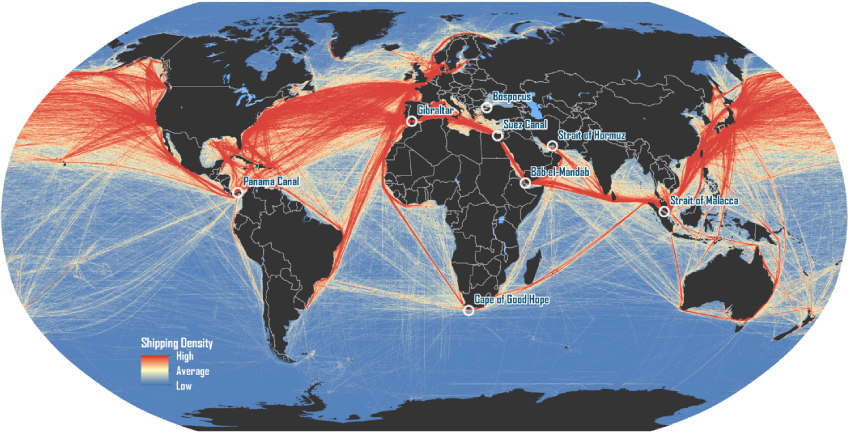 Bosporus
Gibraltar
Suez Canal
Strait of Hormuz
Bab el-Mandab
Panama Canal
Strait of Malacca
Cape of Good Hope
Shipping Density
High
Average
Low